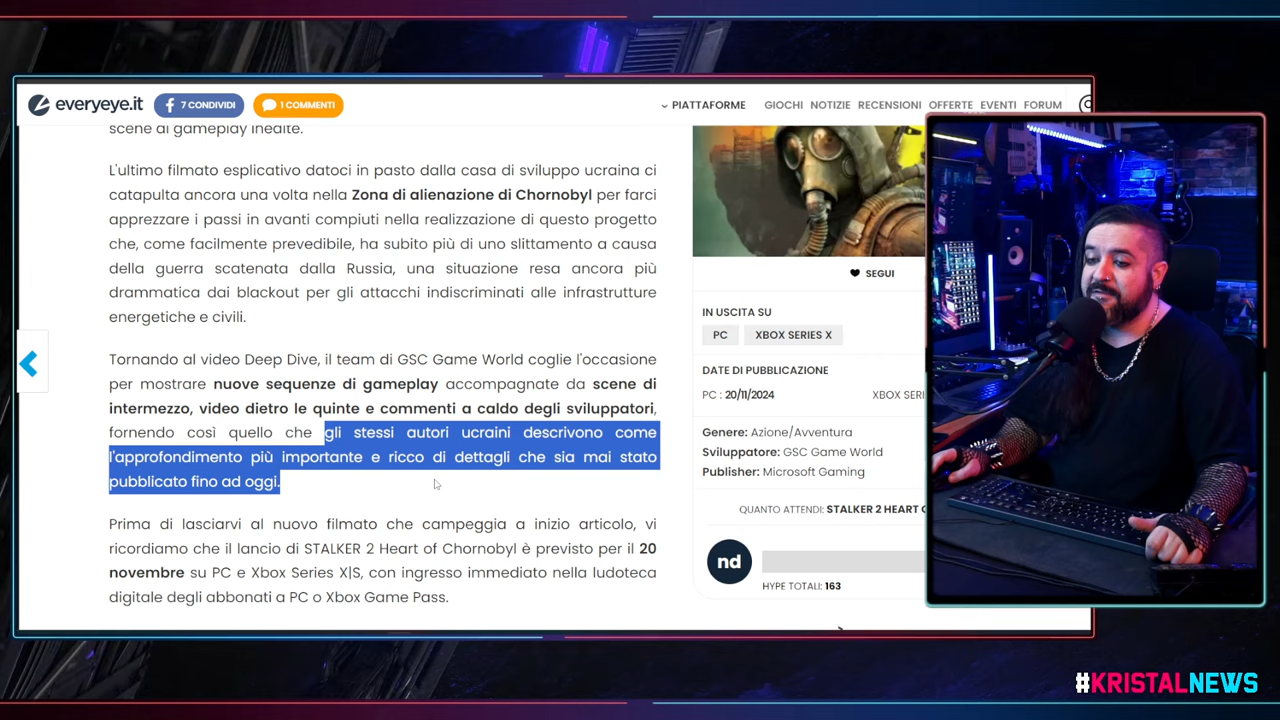 everyeye.it
7 CONDIVIDI
1 COMMENTI
PIATTAFORME
GIOCHI NOTIZIE RECENSIONI OFFERTE EVENTI FORUM
scene di gameplay inedite.
L'ultimo filmato esplicativo datoci in pasto dalla casa di sviluppo ucraina ci
catapulta ancora una volta nella Zona di alienazione di Chornobyl per farci
apprezzare i passi in avanti compiuti nella realizzazione di questo progetto
che, come facilmente prevedibile, ha subito più di uno slittamento a causa
della guerra scatenata dalla Russia, una situazione resa ancora più
drammatica dai blackout per gli attacchi indiscriminati alle infrastrutture
energetiche e civili.
Tornando al video Deep Dive, il team di GSC Game World coglie l'occasione
per mostrare nuove sequenze di gameplay accompagnate da scene di
intermezzo, video dietro le quinte e commenti a caldo degli sviluppatori,
fornendo così quello che gli stessi autori ucraini descrivono come
l'approfondimento più importante e ricco di dettagli che sia mai stato
pubblicato fino ad oggi.
Prima di lasciarvi al nuovo filmato che campeggia a inizio articolo, vi
ricordiamo che il lancio di STALKER 2 Heart of Chornobyl è previsto per il 20
novembre su PC e Xbox Series X|S, con ingresso immediato nella ludoteca
digitale degli abbonati a PC o Xbox Game Pass.
SEGUI
IN USCITA SU
PC
XBOX SERIES X
DATE DI PUBBLICAZIONE
PC : 20/11/2024
XBOX SERI
Genere: Azione/Avventura
Sviluppatore: GSC Game World
Publisher: Microsoft Gaming
QUANTO ATTENDI: STALKER 2 HEART
nd
HYPE TOTALI: 163
#KRISTALNEWS